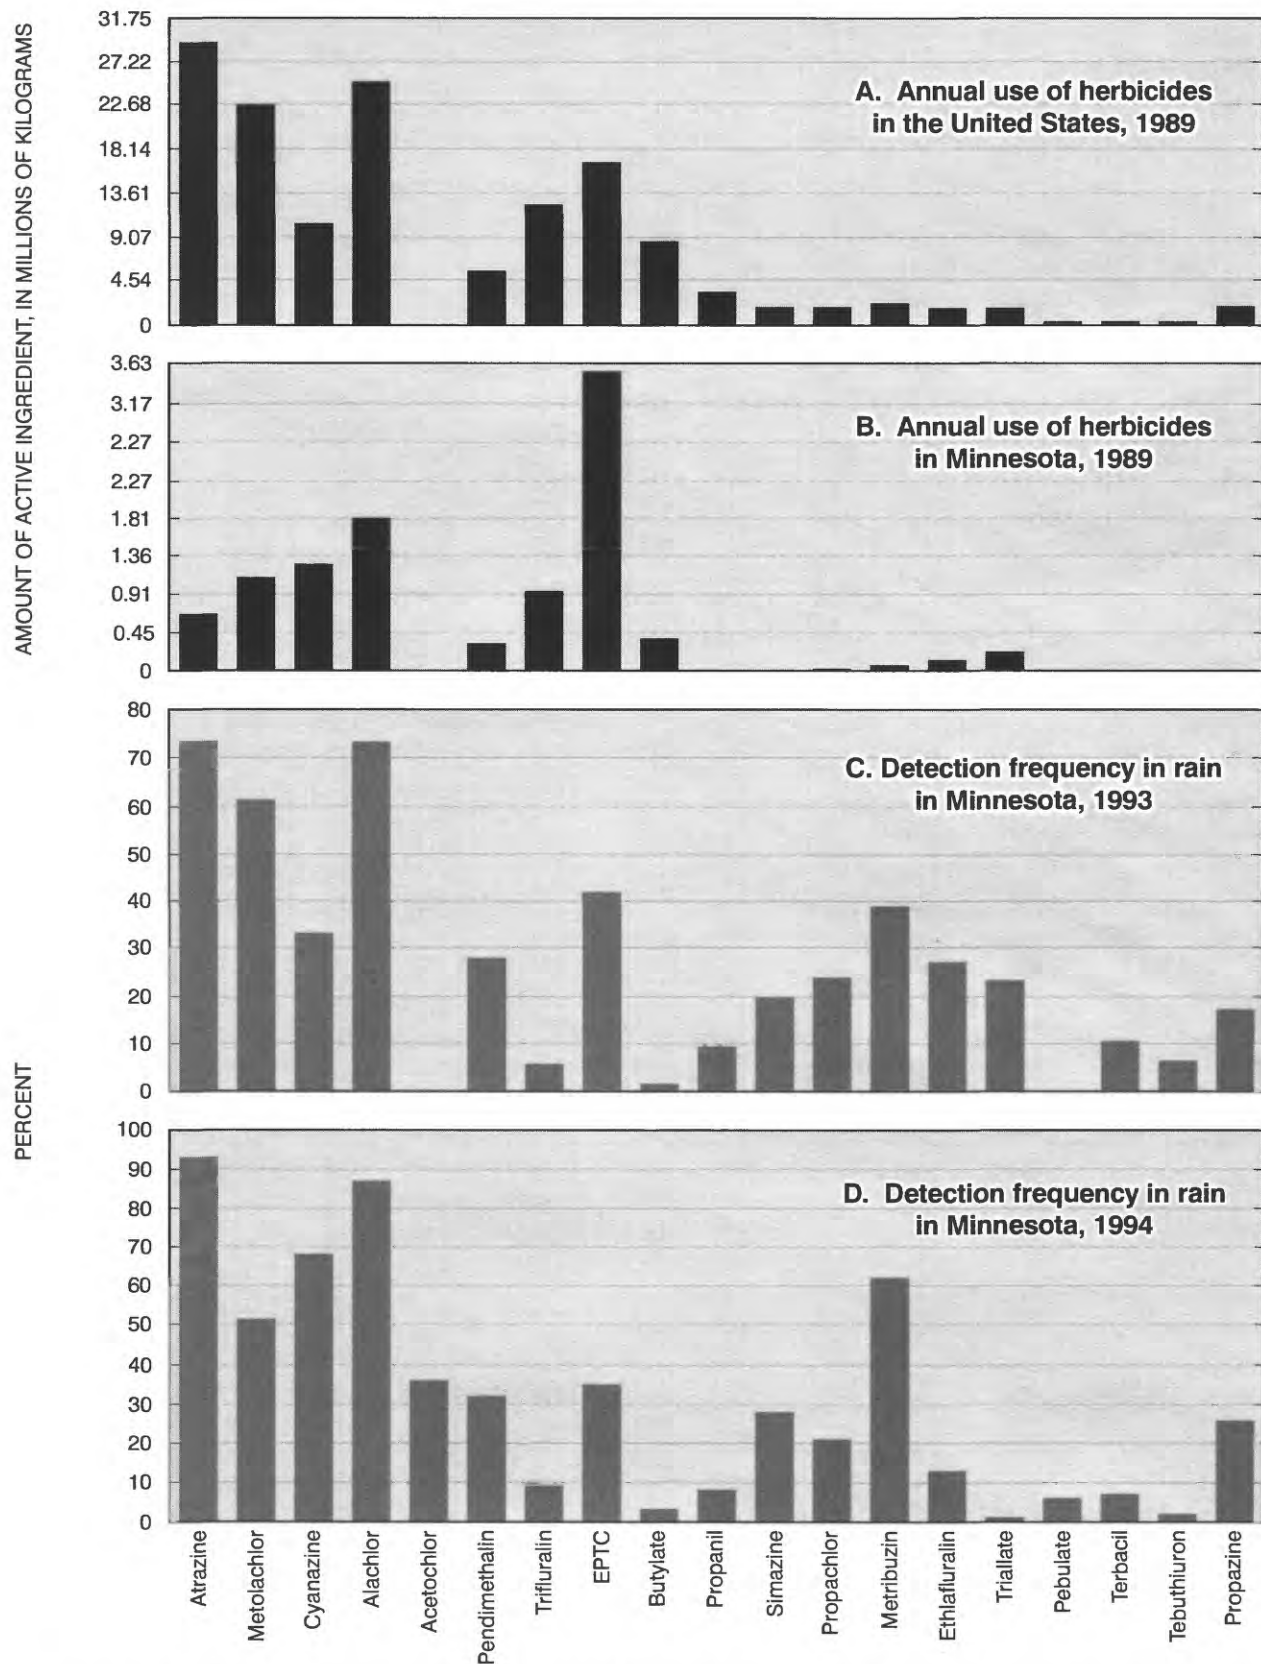 AMOUNT OF ACTIVE INGREDIENT, IN MILLIONS OF KILOGRAMS
31.75
27.22
22.68
18.14
13.61
9.07
4.54
0
A. Annual use of herbicides
in the United States, 1989
3.63
3.17
2.27
2.27
1.81
1.36
0.91
0.45
0
B. Annual use of herbicides
in Minnesota, 1989
PERCENT
80
70
60
50
40
30
20
10
0
C. Detection frequency in rain
in Minnesota, 1993
100
90
80
70
60
50
40
30
20
10
0
D. Detection frequency in rain
in Minnesota, 1994
Atrazine
Metolachlor
Cyanazine
Alachlor
Acetochlor
Pendimethalin
Trifluralin
EPTC
Butylate
Propanil
Simazine
Propachlor
Metribuzin
Ethlafluralin
Triallate
Pebulate
Terbacil
Tebuthiuron
Propazine